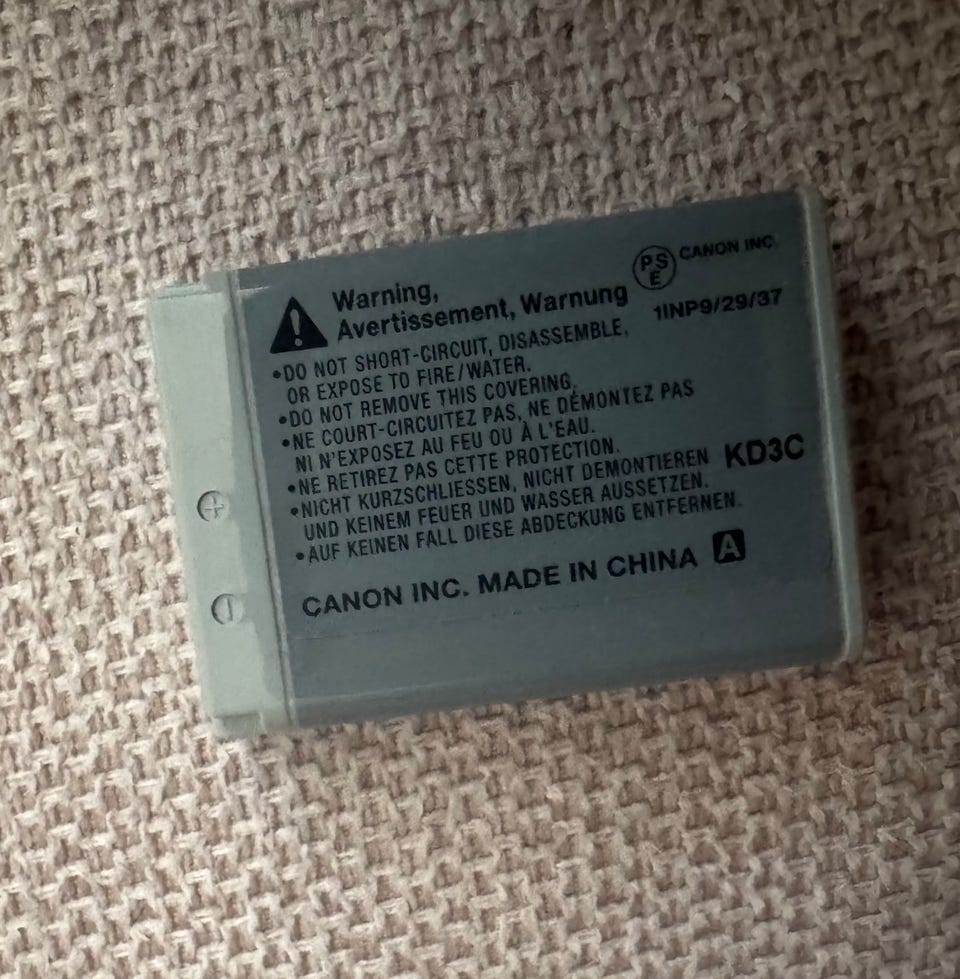 PSE CANON INC.
Warning,
Avertissement, Warnung
1INP9/29/37
•DO NOT SHORT-CIRCUIT, DISASSEMBLE,
OR EXPOSE TO FIRE/WATER.
•DO NOT REMOVE THIS COVERING.
•NE COURT-CIRCUITEZ PAS, NE DÉMONTEZ PAS
NI N'EXPOSEZ AU FEU OU À L'EAU.
•NE RETIREZ PAS CETTE PROTECTION.
•NICHT KURZSCHLIESSEN, NICHT DEMONTIEREN
UND KEINEM FEUER UND WASSER AUSSETZEN.
•AUF KEINEN FALL DIESE ABDECKUNG ENTFERNEN.
KD3C
CANON INC. MADE IN CHINA A
+
-